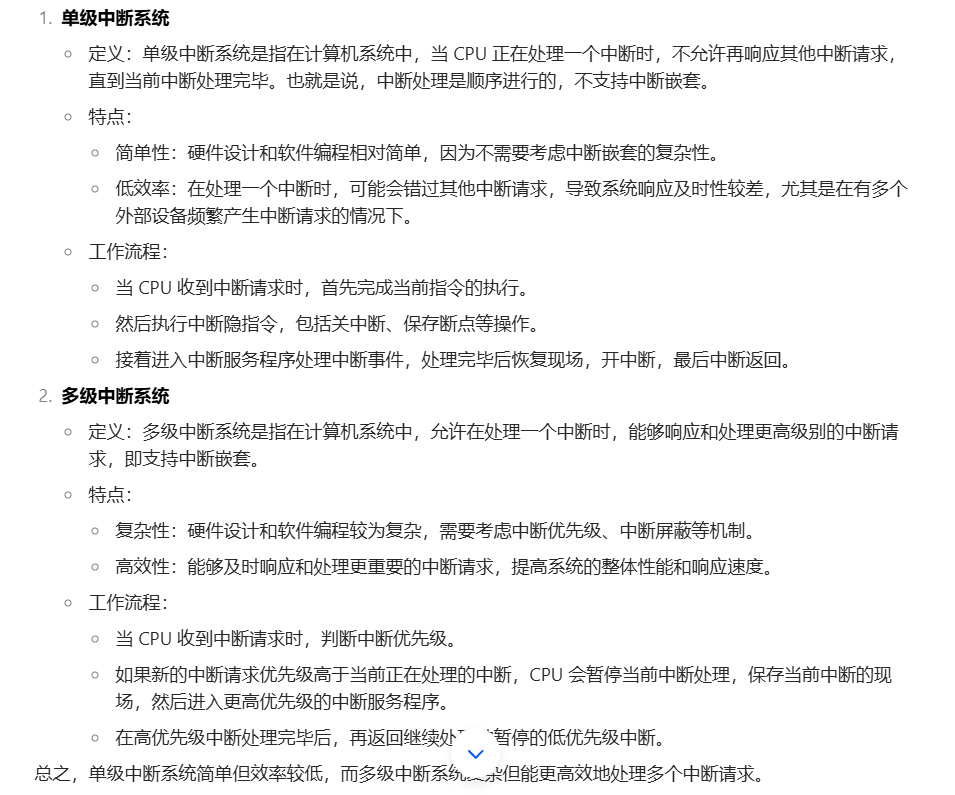 1. 单级中断系统
定义：单级中断系统是指在计算机系统中，当 CPU 正在处理一个中断时，不允许再响应其他中断请求，
直到当前中断处理完毕。也就是说，中断处理是顺序进行的，不支持中断嵌套。
特点：
简单性：硬件设计和软件编程相对简单，因为不需要考虑中断嵌套的复杂性。
低效率：在处理一个中断时，可能会错过其他中断请求，导致系统响应及时性较差，尤其是在有多个
外部设备频繁产生中断请求的情况下。
工作流程：
当 CPU 收到中断请求时，首先完成当前指令的执行。
然后执行中断隐指令，包括关中断、保存断点等操作。
接着进入中断服务程序处理中断事件，处理完毕后恢复现场，开中断，最后中断返回。
2. 多级中断系统
定义：多级中断系统是指在计算机系统中，允许在处理一个中断时，能够响应和处理更高级别的中断请
求，即支持中断嵌套。
特点：
复杂性：硬件设计和软件编程较为复杂，需要考虑中断优先级、中断屏蔽等机制。
高效性：能够及时响应和处理更重要的中断请求，提高系统的整体性能和响应速度。
工作流程：
当 CPU 收到中断请求时，判断中断优先级。
如果新的中断请求优先级高于当前正在处理的中断，CPU 会暂停当前中断处理，保存当前中断的现
场，然后进入更高优先级的中断服务程序。
在高优先级中断处理完毕后，再返回继续处 暂停的低优先级中断。
总之，单级中断系统简单但效率较低，而多级中断系统 但能更高效地处理多个中断请求。